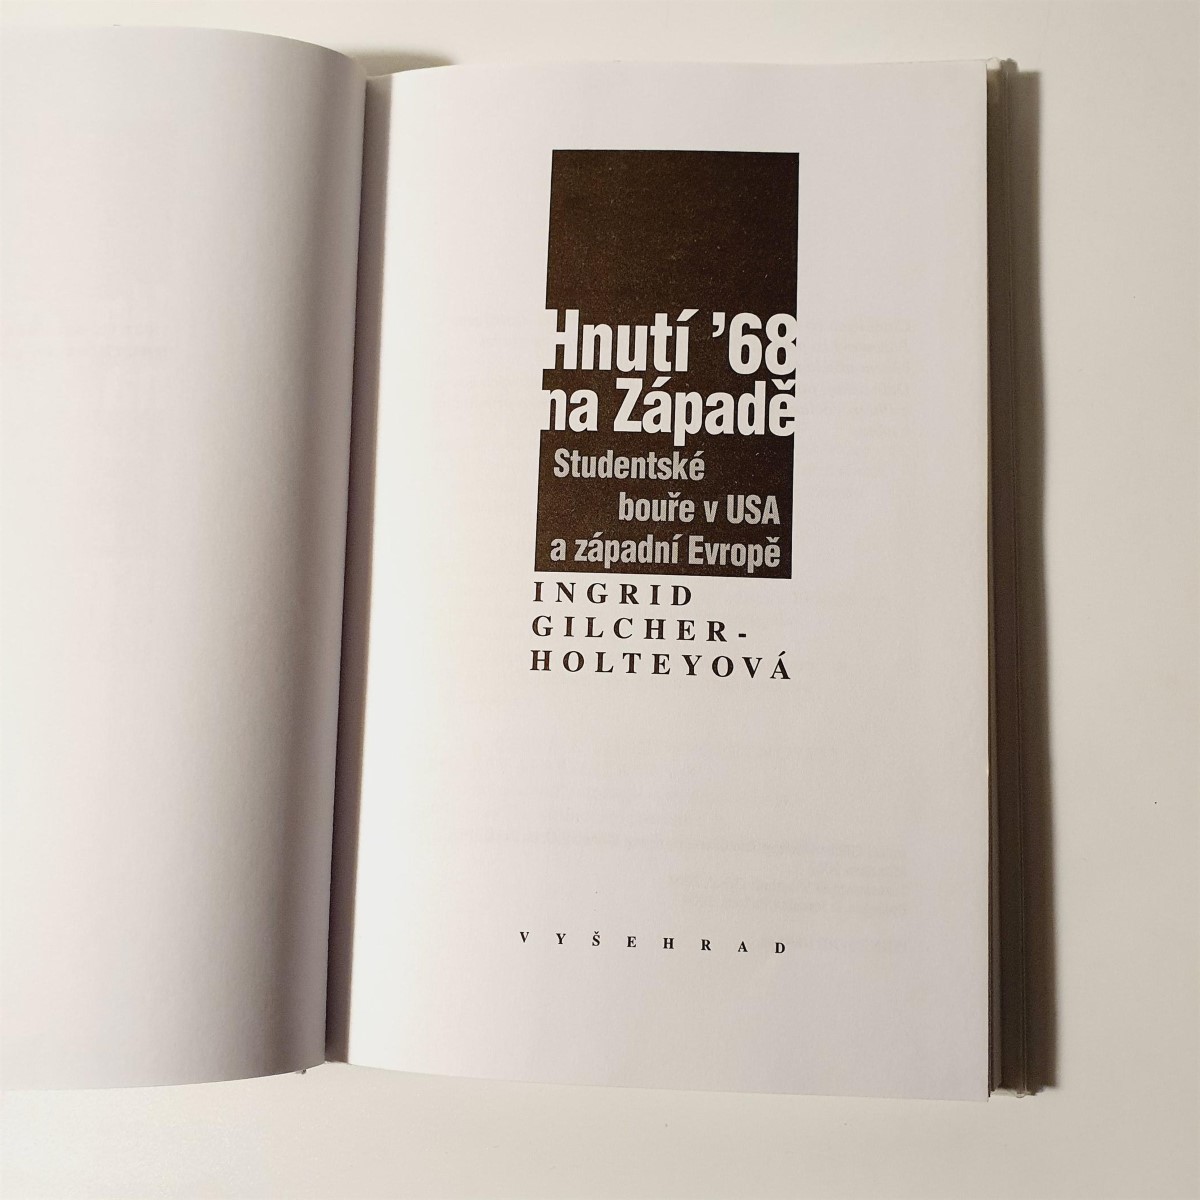 Hnutí ’68
na Západě
Studentské
bouře v USA
a západní Evropě
INGRID
GILCHER-
HOLTEYOVÁ
VYŠEHRAD